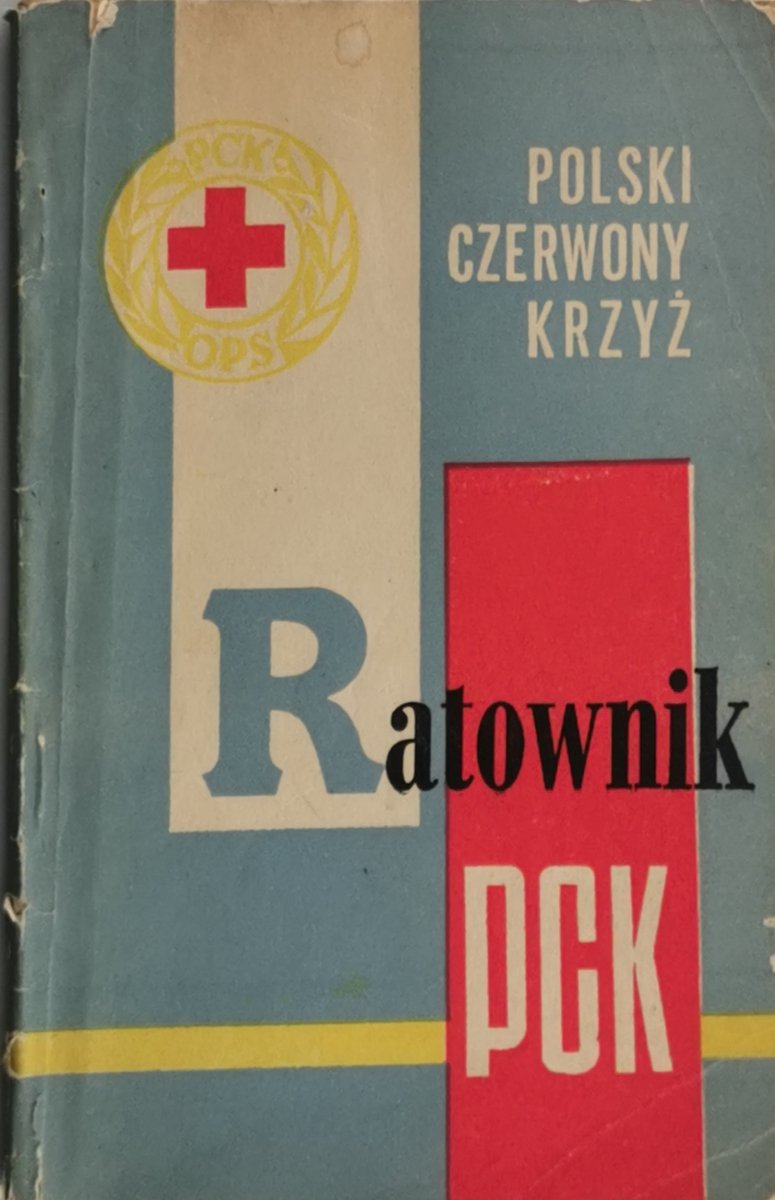 PCK
OPS
POLSKI
CZERWONY
KRZYŻ
Ratownik
PCK